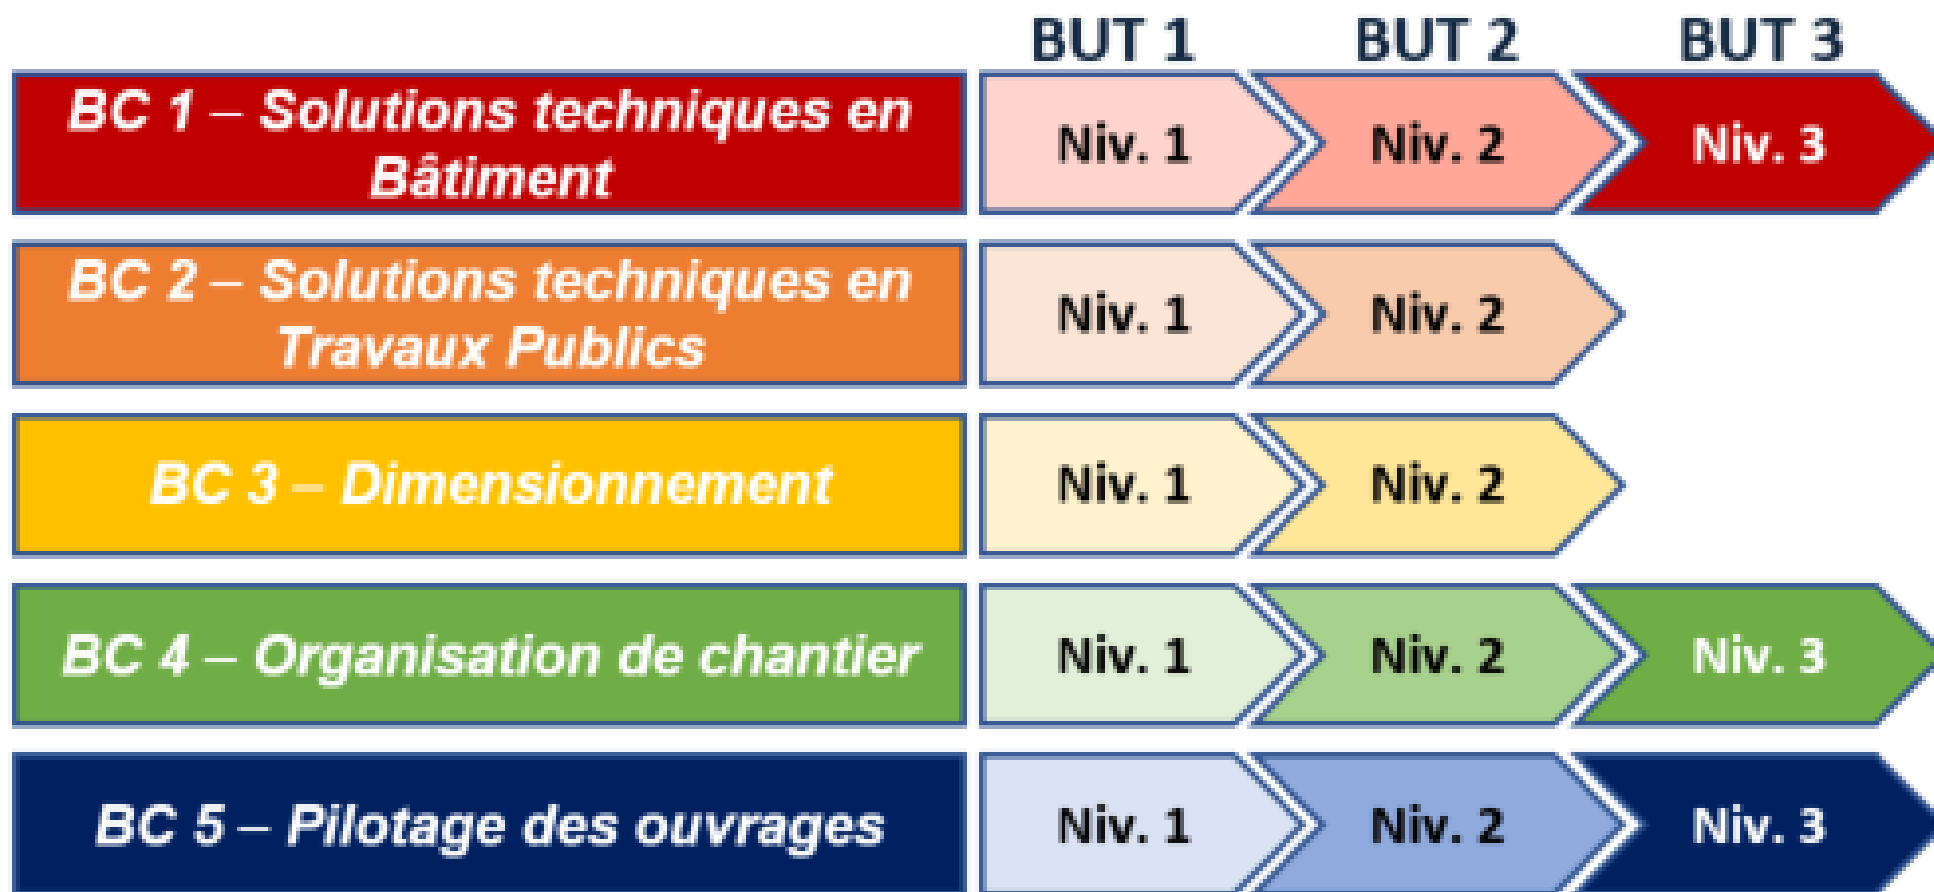 BUT 1 BUT 2 BUT 3
BC 1 – Solutions techniques en
Bâtiment
Niv. 1 Niv. 2 Niv. 3
BC 2 – Solutions techniques en
Travaux Publics
Niv. 1 Niv. 2
BC 3 – Dimensionnement
Niv. 1 Niv. 2
BC 4 – Organisation de chantier
Niv. 1 Niv. 2 Niv. 3
BC 5 – Pilotage des ouvrages
Niv. 1 Niv. 2 Niv. 3